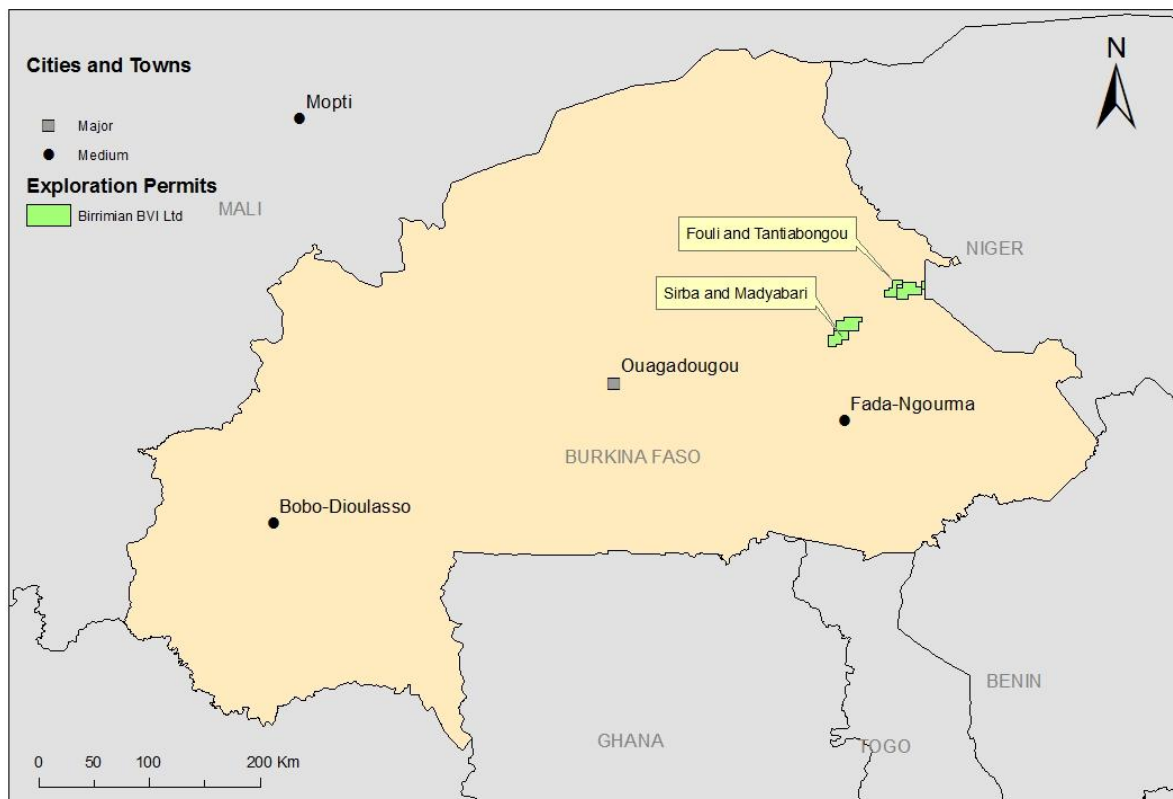 Cities and Towns
Major
Medium
Exploration Permits
Birrimian BVI Ltd
N
Mopti
MALI
Fouli and Tantiabongou
NIGER
Sirba and Madyabari
Ouagadougou
Fada-Ngourma
BURKINA FASO
Bobo-Dioulasso
BENIN
GHANA
TOGO
0 50 100 200 Km